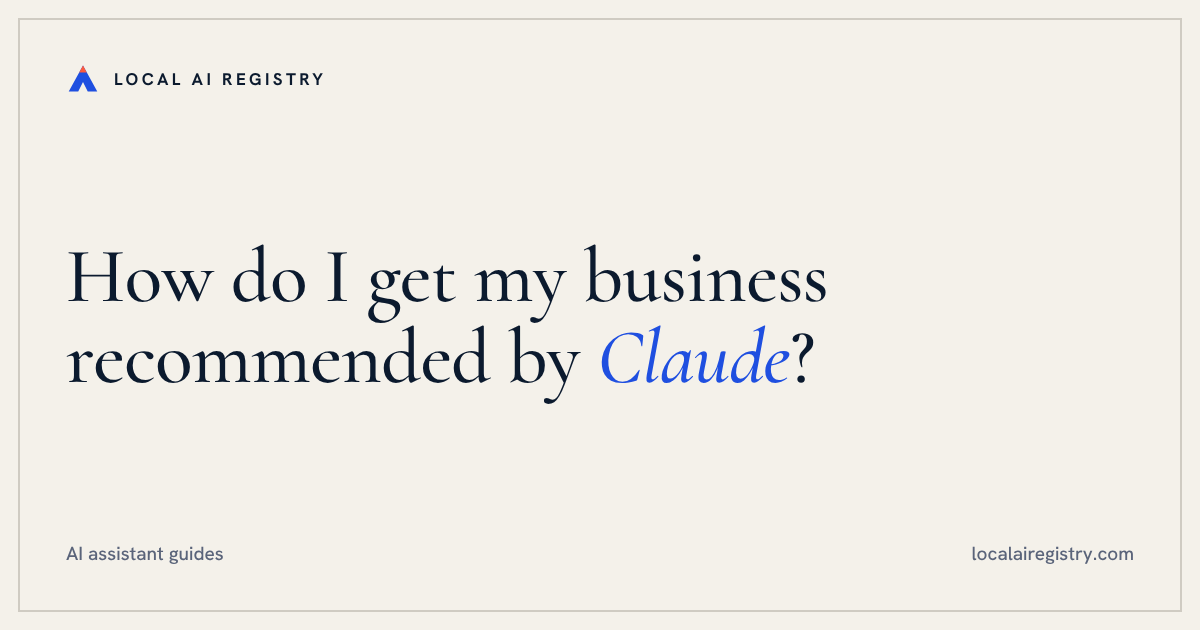 LOCAL AI REGISTRY
How do I get my business
recommended by Claude?
AI assistant guides
localairegistry.com